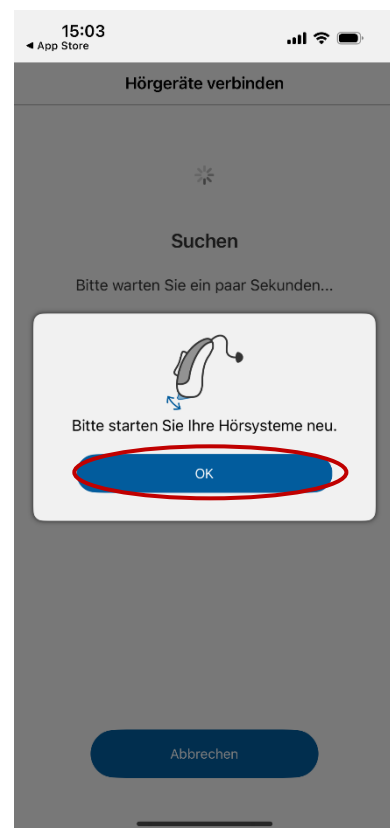 15:03
◀ App Store
Hörgeräte verbinden
Suchen
Bitte warten Sie ein paar Sekunden...
Bitte starten Sie Ihre Hörsysteme neu.
OK
Abbrechen